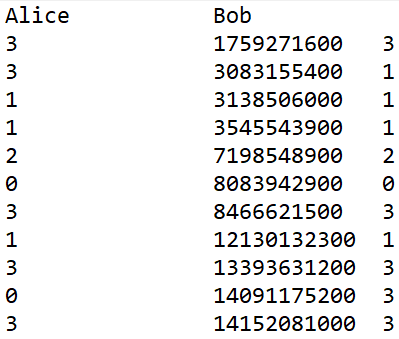 Alice Bob
3 1759271600 3
3 3083155400 1
1 3138506000 1
1 3545543900 1
2 7198548900 2
0 8083942900 0
3 8466621500 3
1 12130132300 1
3 13393631200 3
0 14091175200 3
3 14152081000 3